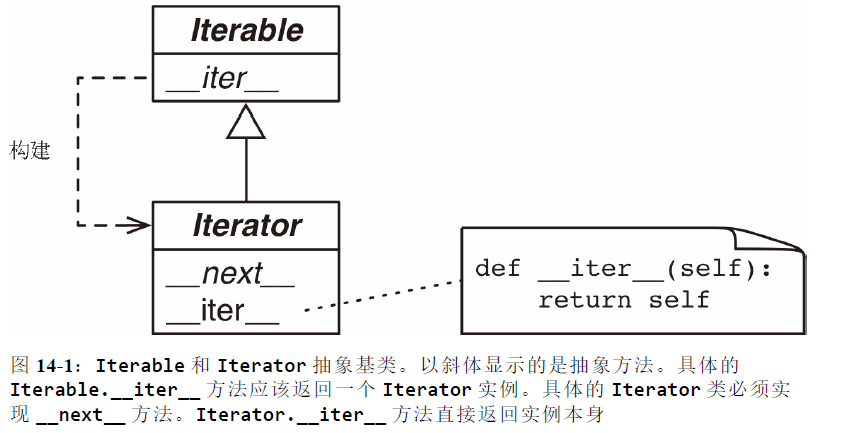 Iterable
__iter__
构建
Iterator
__next__
__iter__
def __iter__(self):
return self
图 14-1：Iterable 和 Iterator 抽象基类。以斜体显示的是抽象方法。具体的
Iterable.__iter__ 方法应该返回一个 Iterator 实例。具体的 Iterator 类必须实
现 __next__ 方法。Iterator.__iter__ 方法直接返回实例本身